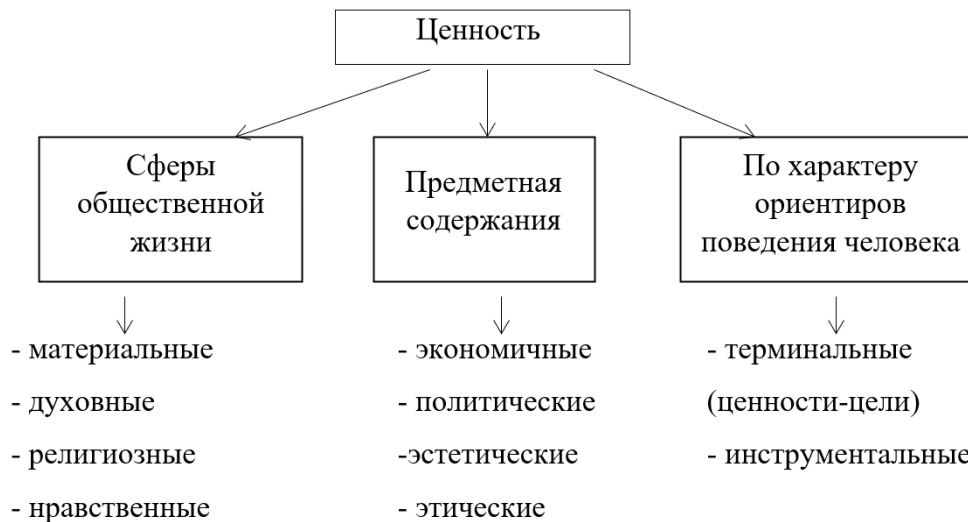 Ценность
Сферы
общественной
жизни
Предметная
содержания
По характеру
ориентиров
поведения человека
- материальные
- духовные
- религиозные
- нравственные
- экономичные
- политические
-эстетические
- этические
- терминальные
(ценности-цели)
- инструментальные